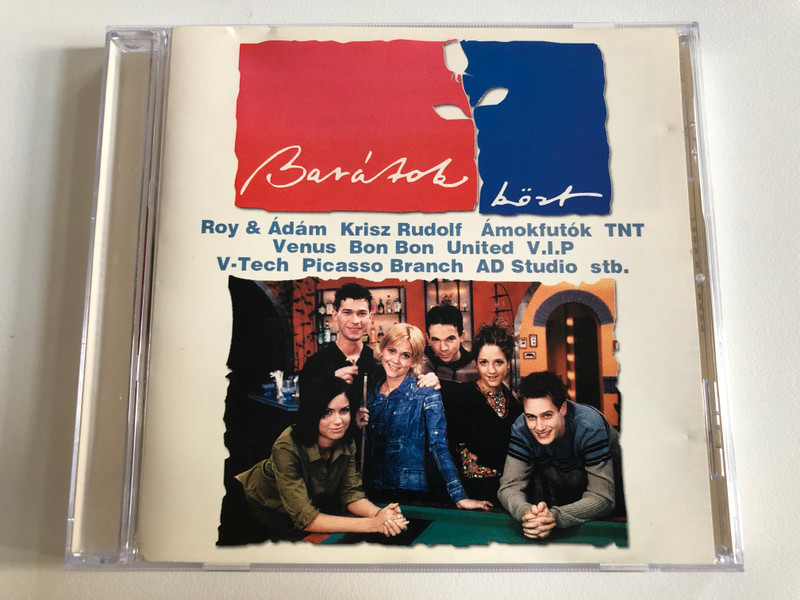 Barátok
közt
Roy & Ádám Krisz Rudolf Ámokfutók TNT
Venus Bon Bon United V.I.P
V-Tech Picasso Branch AD Studio stb.